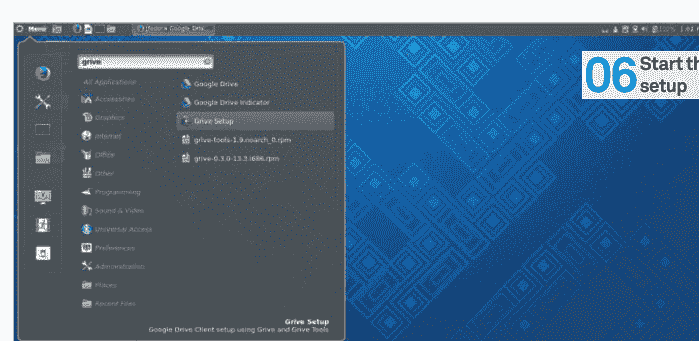 Menu
grive
All Applications
Accessories
Graphics
Internet
Office
Other
Programming
Sound & Video
Universal Access
Preferences
Administration
Places
Recent Files
Google Drive
Google Drive Indicator
Grive Setup
grive-tools-1.9.noarch_0.rpm
grive-0.3.0-13.3.i686.rpm
Grive Setup
Google Drive Client setup using Grive and Grive Tools
06 Start th
setup